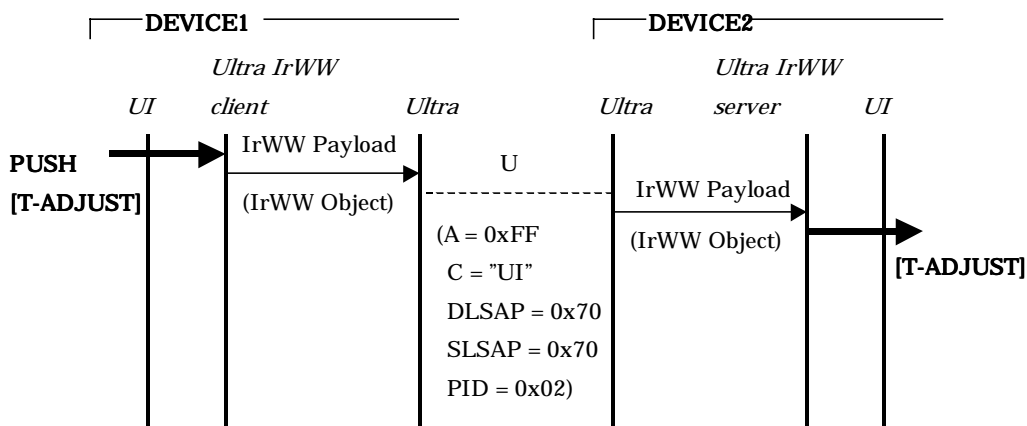 DEVICE1 DEVICE2
Ultra IrWW Ultra IrWW
UI client Ultra Ultra server UI
PUSH
[T-ADJUST]
IrWW Payload
(IrWW Object)
U
(A = 0xFF
C = ”UI”
DLSAP = 0x70
SLSAP = 0x70
PID = 0x02)
IrWW Payload
(IrWW Object)
[T-ADJUST]